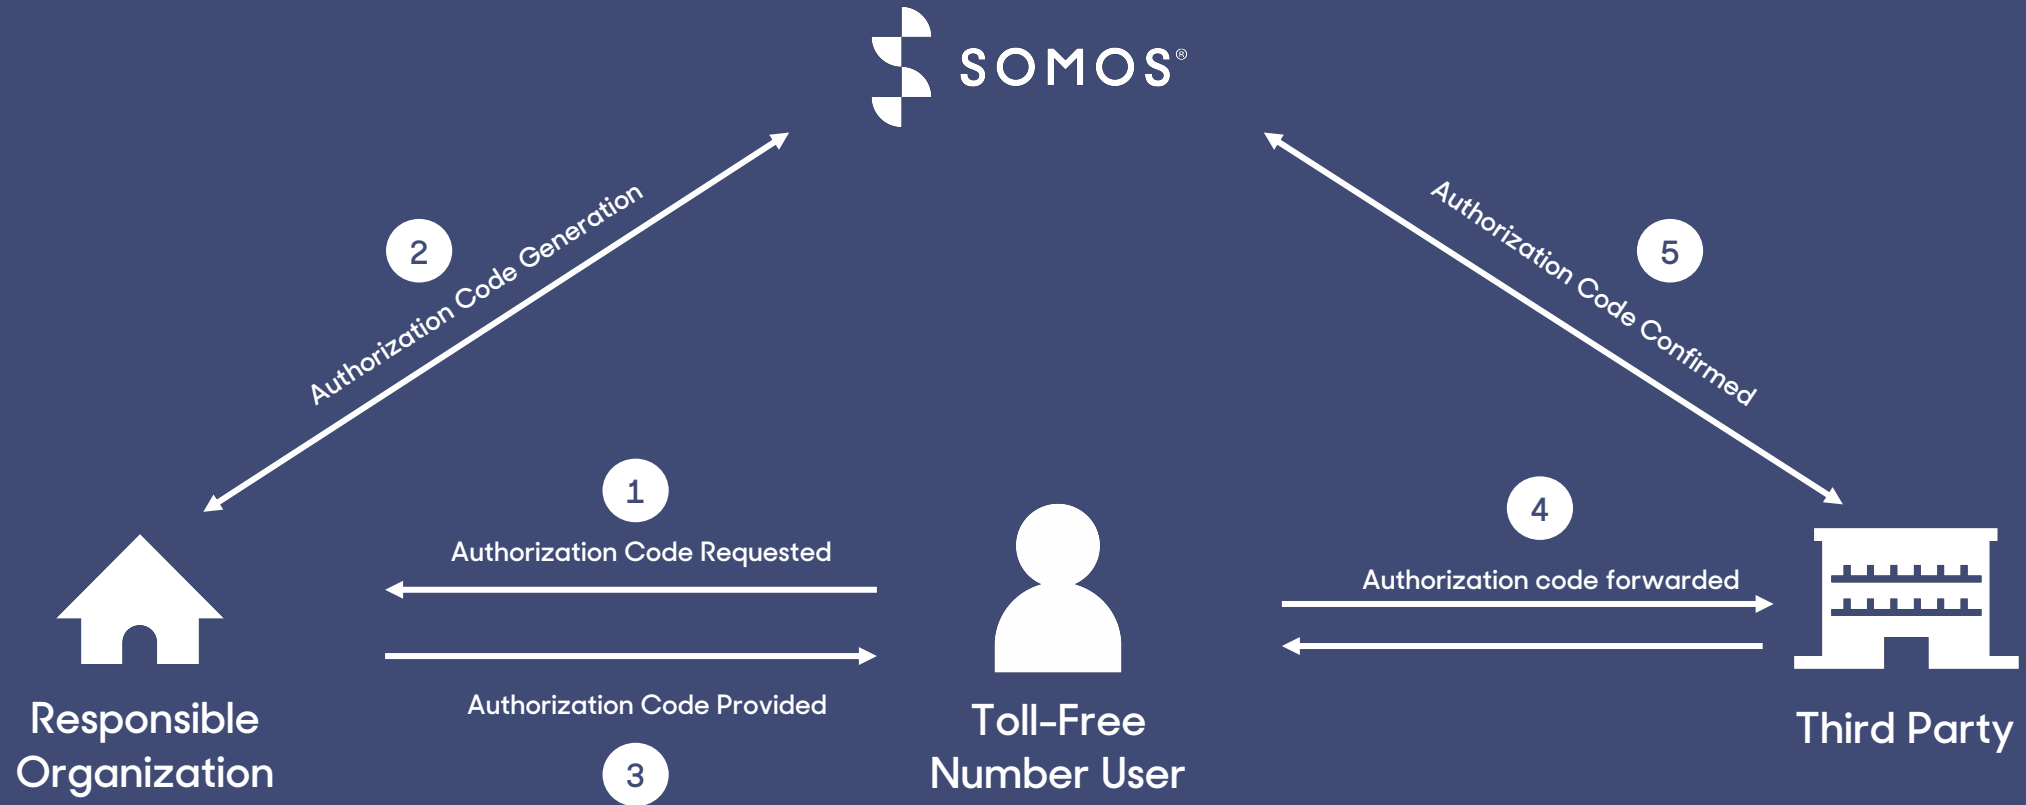 SOMOS®
2
Authorization Code Generation
5
Authorization Code Confirmed
1
Authorization Code Requested
4
Authorization code forwarded
Authorization Code Provided
3
Responsible
Organization
Toll-Free
Number User
Third Party